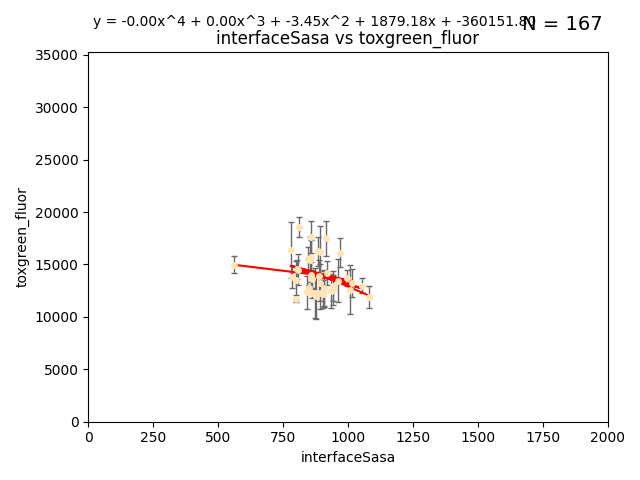 y = -0.00x^4 + 0.00x^3 + -3.45x^2 + 1879.18x + -360151.80
N = 167
interfaceSasa vs toxgreen_fluor
35000
30000
25000
20000
15000
10000
5000
0
toxgreen_fluor
0 250 500 750 1000 1250 1500 1750 2000
interfaceSasa